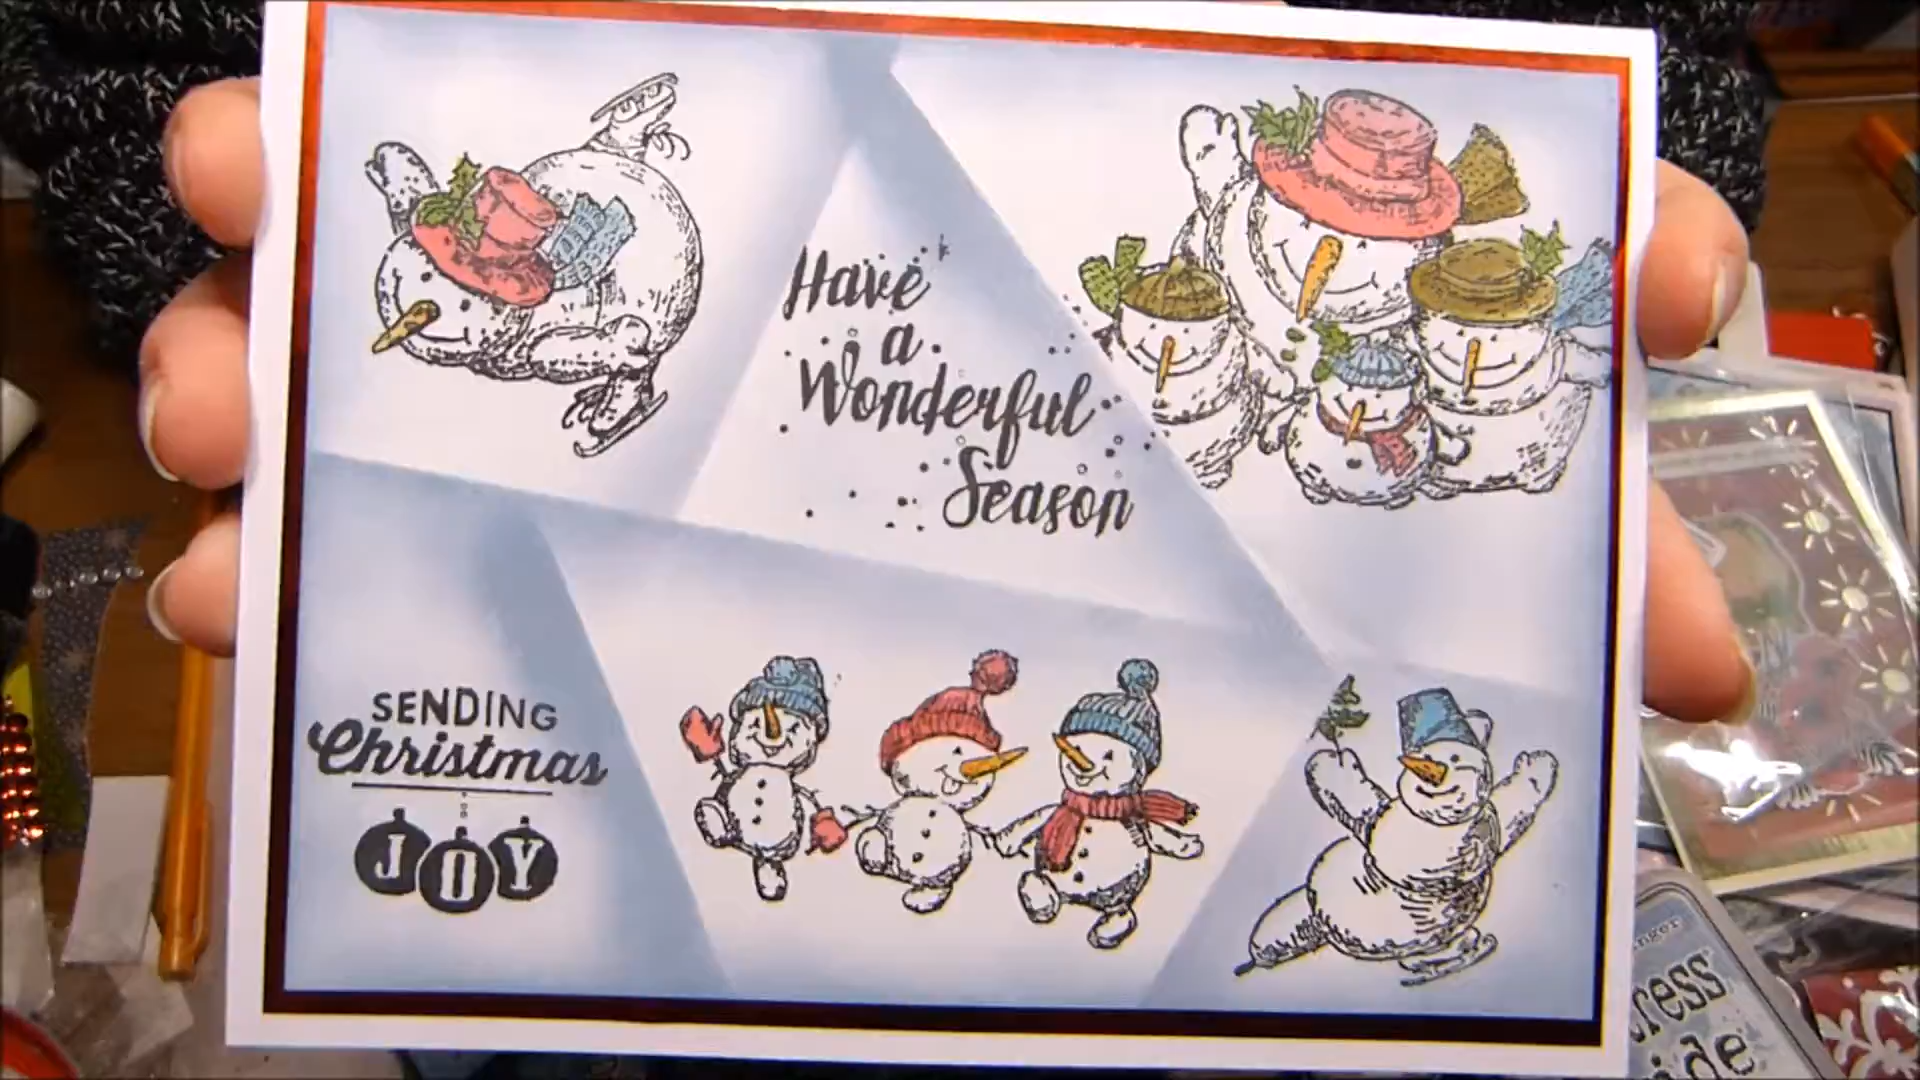 Have
a
Wonderful
Season
SENDING
Christmas
JOY